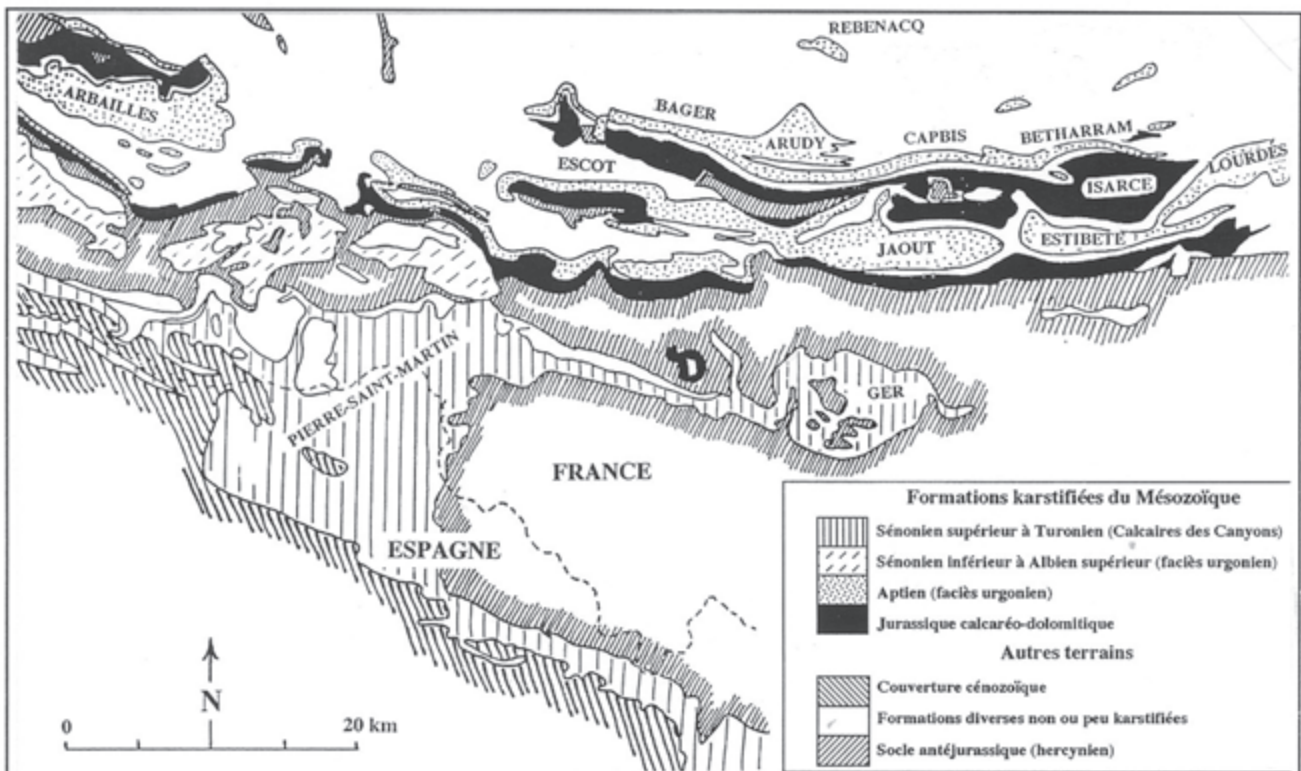 REBENACQ
ARBAILLES
BAGER
ARUDY
CAPBIS
BETHARRAM
LOURDES
ESCOT
ISARCE
JAOUT
ESTIBETE
PIERRE-SAINT-MARTIN
D
GER
FRANCE
ESPAGNE
N
0 20 km
Formations karstifiées du Mésozoïque
Sénonien supérieur à Turonien (Calcaires des Canyons)
Sénonien inférieur à Albien supérieur (faciès urgonien)
Aptien (faciès urgonien)
Jurassique calcaréo-dolomitique
Autres terrains
Couverture cénozoïque
Formations diverses non ou peu karstifiées
Socle antéjurassique (hercynien)